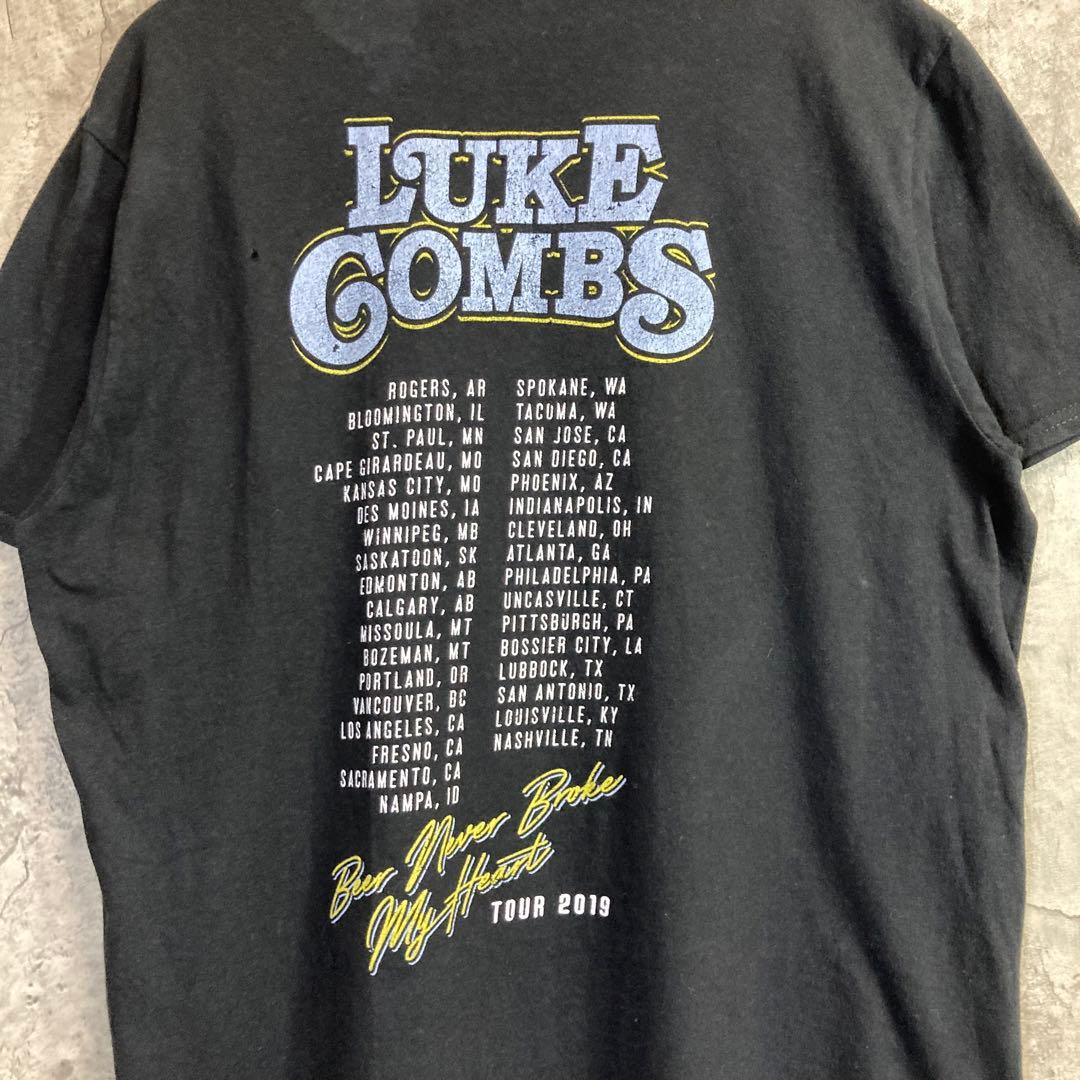 LUKE
COMBS
ROGERS, AR
BLOOMINGTON, IL
ST. PAUL, MN
CAPE GIRARDEAU, MO
KANSAS CITY, MO
DES MOINES, IA
WINNIPEG, MB
SASKATOON, SK
EDMONTON, AB
CALGARY, AB
MISSOULA, MT
BOZEMAN, MT
PORTLAND, OR
VANCOUVER, BC
LOS ANGELES, CA
FRESNO, CA
SACRAMENTO, CA
NAMPA, ID
SPOKANE, WA
TACOMA, WA
SAN JOSE, CA
SAN DIEGO, CA
PHOENIX, AZ
INDIANAPOLIS, IN
CLEVELAND, OH
ATLANTA, GA
PHILADELPHIA, PA
UNCASVILLE, CT
PITTSBURGH, PA
BOSSIER CITY, LA
LUBBOCK, TX
SAN ANTONIO, TX
LOUISVILLE, KY
NASHVILLE, TN
Beer Never Broke
My Heart
TOUR 2019